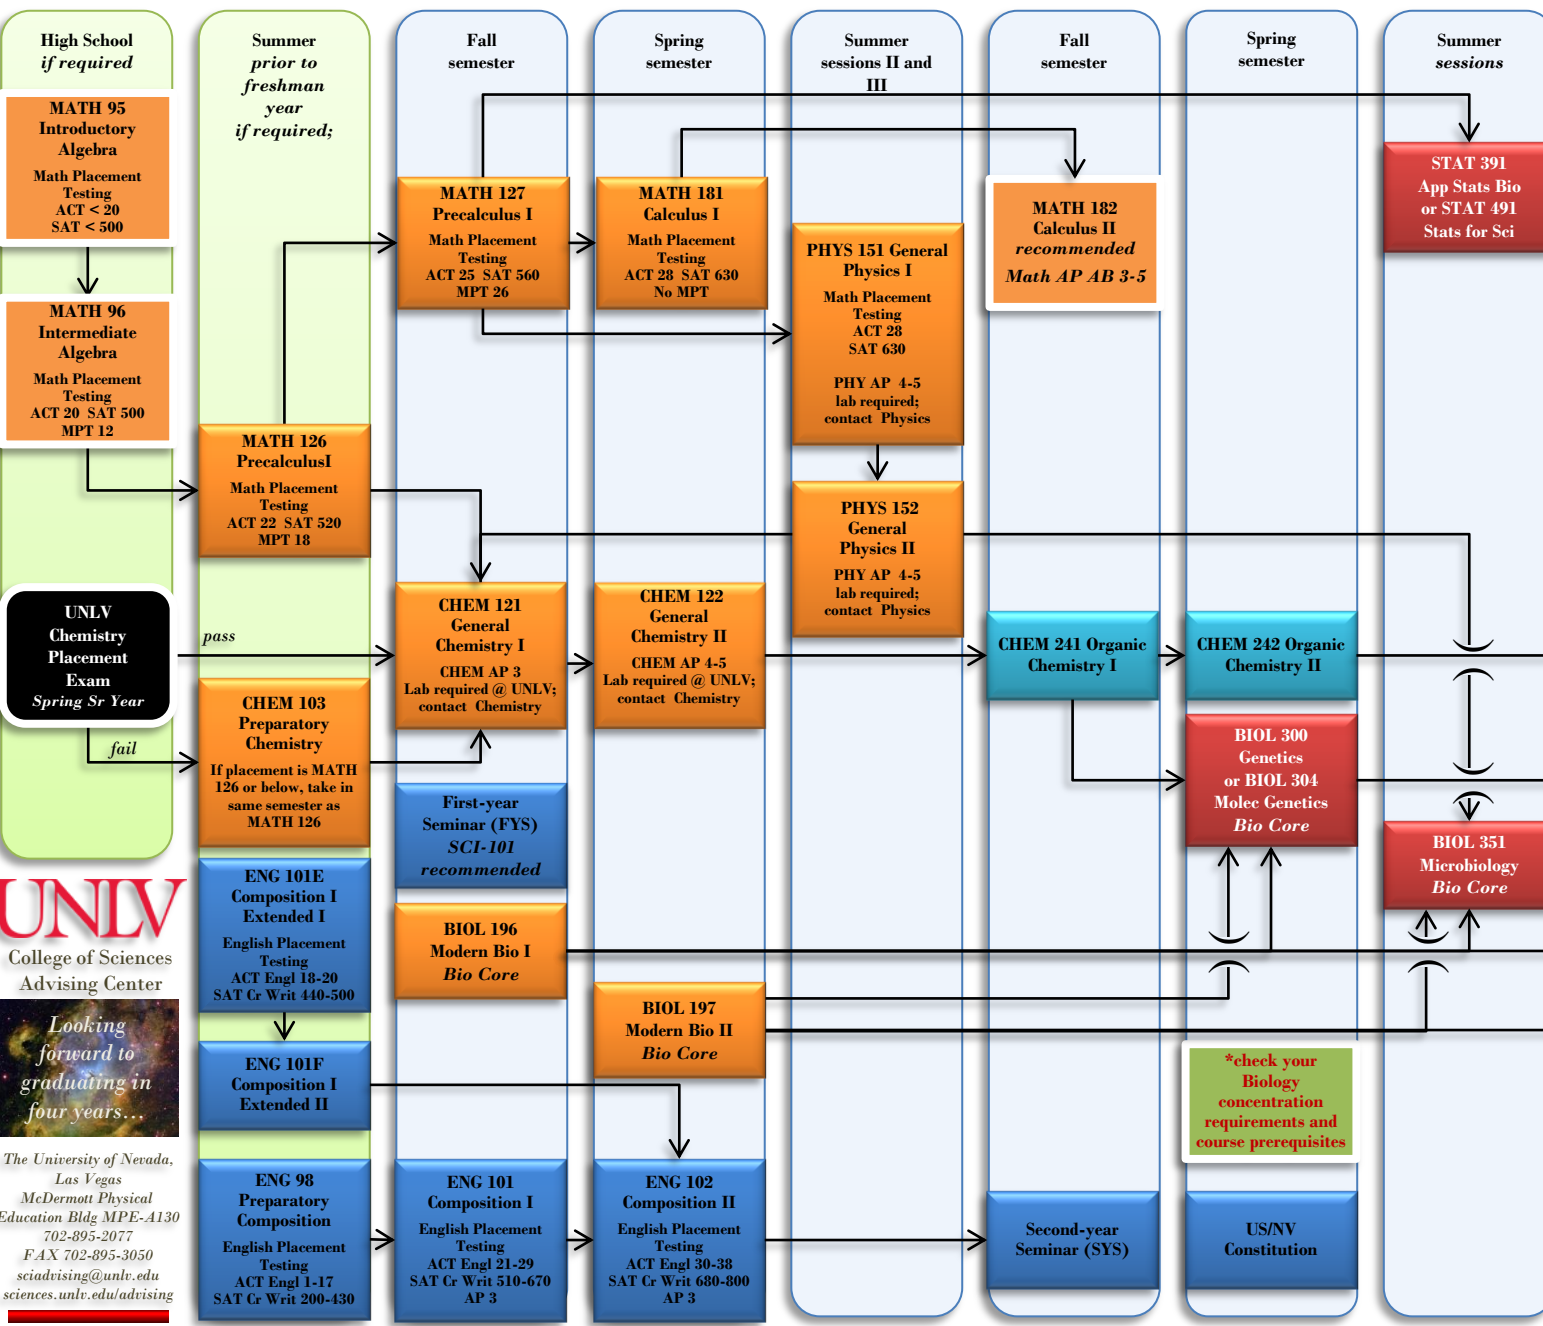 High School
if required
MATH 95
Introductory
Algebra
Math Placement
Testing
ACT < 20
SAT < 500
MATH 96
Intermediate
Algebra
Math Placement
Testing
ACT 20 SAT 500
MPT 12
UNLV
Chemistry
Placement
Exam
Spring Sr Year
pass
fail
UNLV
College of Sciences
Advising Center
Looking
forward to
graduating in
four years…
The University of Nevada,
Las Vegas
McDermott Physical
Education Bldg MPE-A130
702-895-2077
FAX 702-895-3050
sciadvising@unlv.edu
sciences.unlv.edu/advising
Summer
prior to
freshman
year
if required;
MATH 126
PrecalculusI
Math Placement
Testing
ACT 22 SAT 520
MPT 18
CHEM 103
Preparatory
Chemistry
If placement is MATH
126 or below, take in
same semester as
MATH 126
ENG 101E
Composition I
Extended I
English Placement
Testing
ACT Engl 18-20
SAT Cr Writ 440-500
ENG 101F
Composition I
Extended II
ENG 98
Preparatory
Composition
English Placement
Testing
ACT Engl 1-17
SAT Cr Writ 200-430
Fall
semester
MATH 127
Precalculus I
Math Placement
Testing
ACT 25 SAT 560
MPT 26
CHEM 121
General
Chemistry I
CHEM AP 3
Lab required @ UNLV;
contact Chemistry
First-year
Seminar (FYS)
SCI-101
recommended
BIOL 196
Modern Bio I
Bio Core
ENG 101
Composition I
English Placement
Testing
ACT Engl 21-29
SAT Cr Writ 510-670
AP 3
Spring
semester
MATH 181
Calculus I
Math Placement
Testing
ACT 28 SAT 630
No MPT
CHEM 122
General
Chemistry II
CHEM AP 4-5
Lab required @ UNLV;
contact Chemistry
BIOL 197
Modern Bio II
Bio Core
ENG 102
Composition II
English Placement
Testing
ACT Engl 30-38
SAT Cr Writ 680-800
AP 3
Summer
sessions II and
III
PHYS 151 General
Physics I
Math Placement
Testing
ACT 28
SAT 630
PHY AP 4-5
lab required;
contact Physics
PHYS 152
General
Physics II
PHY AP 4-5
lab required;
contact Physics
Fall
semester
MATH 182
Calculus II
recommended
Math AP AB 3-5
CHEM 241 Organic
Chemistry I
Second-year
Seminar (SYS)
Spring
semester
CHEM 242 Organic
Chemistry II
BIOL 300
Genetics
or BIOL 304
Molec Genetics
Bio Core
*check your
Biology
concentration
requirements and
course prerequisites
US/NV
Constitution
Summer
sessions
STAT 391
App Stats Bio
or STAT 491
Stats for Sci
BIOL 351
Microbiology
Bio Core